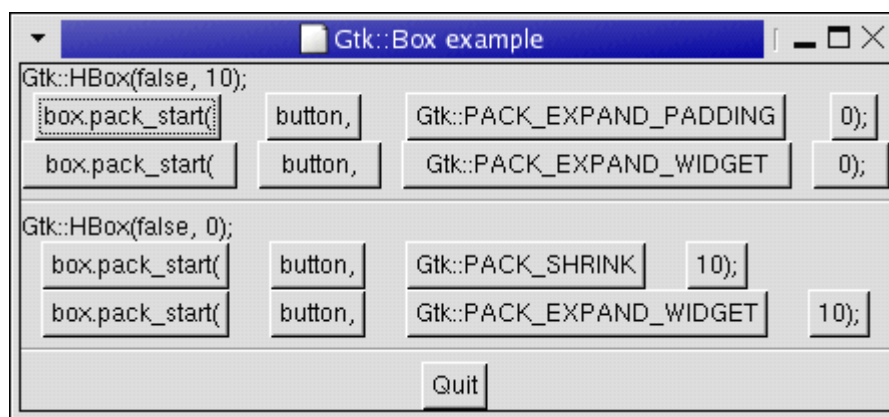 Gtk::Box example
Gtk::HBox(false, 10);
box.pack_start( button, Gtk::PACK_EXPAND_PADDING 0);
box.pack_start( button, Gtk::PACK_EXPAND_WIDGET 0);
Gtk::HBox(false, 0);
box.pack_start( button, Gtk::PACK_SHRINK 10);
box.pack_start( button, Gtk::PACK_EXPAND_WIDGET 10);
Quit